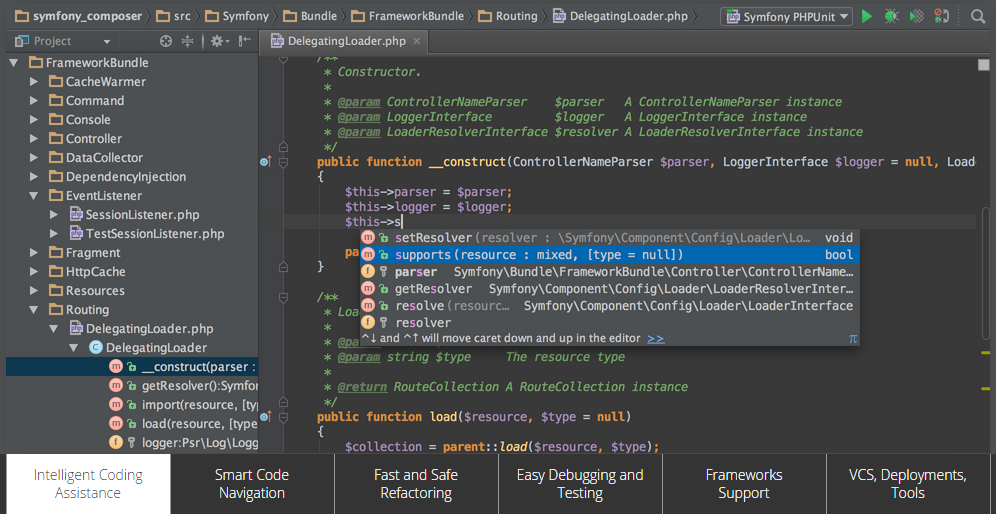 symfony_composer src Symfony Bundle FrameworkBundle Routing DelegatingLoader.php Symfony PHPUnit
Project
DelegatingLoader.php
FrameworkBundle
CacheWarmer
Command
Console
Controller
DataCollector
DependencyInjection
EventListener
SessionListener.php
TestSessionListener.php
Fragment
HttpCache
Resources
Routing
DelegatingLoader.php
DelegatingLoader
__construct(parser :
getResolver():Symfon
import(resource, [typ
load(resource, [type
logger:Psr\Log\Logg
/**
* Constructor.
*
* @param ControllerNameParser $parser A ControllerNameParser instance
* @param LoggerInterface $logger A LoggerInterface instance
* @param LoaderResolverInterface $resolver A LoaderResolverInterface instance
*/
public function __construct(ControllerNameParser $parser, LoggerInterface $logger = null, Load
{
$this->parser = $parser;
$this->logger = $logger;
$this->s
setResolver(resolver : \Symfony\Component\Config\Loader\Lo... void
supports(resource : mixed, [type = null]) bool
parser Symfony\Bundle\FrameworkBundle\Controller\ControllerName...
getResolver Symfony\Component\Config\Loader\LoaderResolverInter...
resolve(resourc... Symfony\Component\Config\Loader\LoaderInterface
resolver
^↓ and ^↑ will move caret down and up in the editor >> π
pa
}
/**
* Loa
*
* @pa
* @param string $type The resource type
*
* @return RouteCollection A RouteCollection instance
*/
public function load($resource, $type = null)
{
$collection = parent::load($resource, $type);
Intelligent Coding
Assistance
Smart Code
Navigation
Fast and Safe
Refactoring
Easy Debugging and
Testing
Frameworks
Support
VCS, Deployments,
Tools